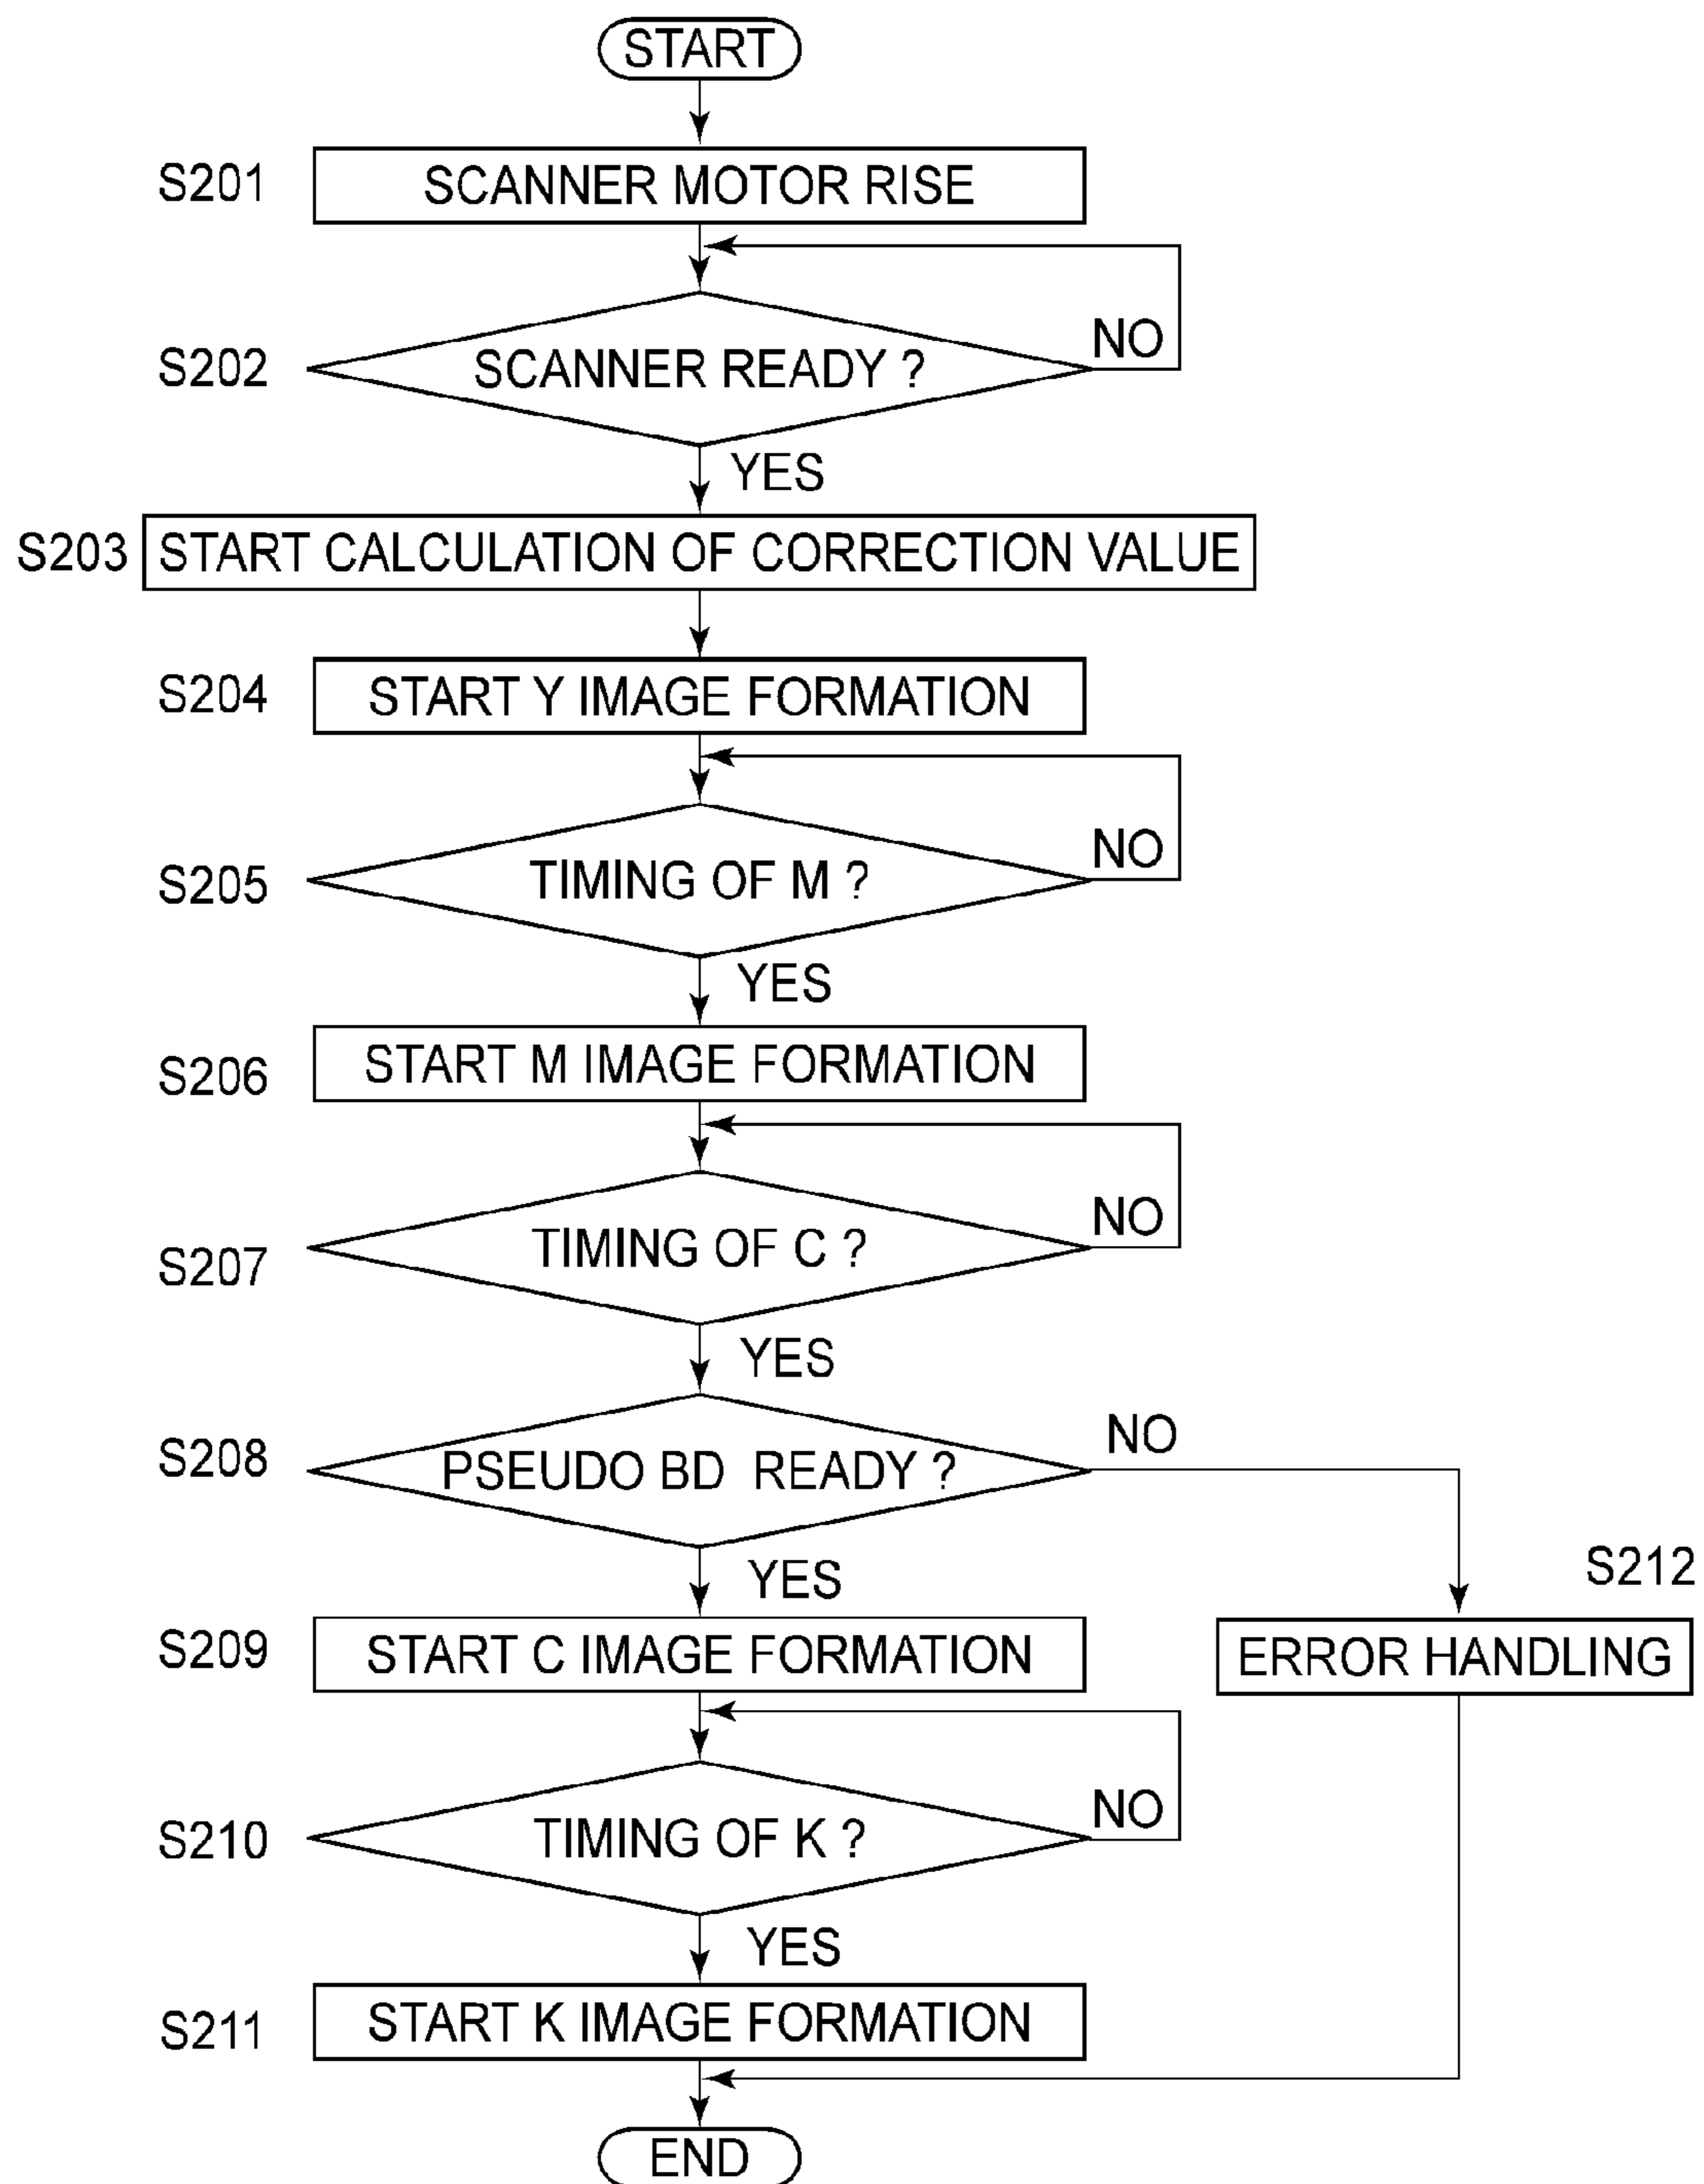 START
S201
SCANNER MOTOR RISE
S202
SCANNER READY ?
NO
YES
S203
START CALCULATION OF CORRECTION VALUE
S204
START Y IMAGE FORMATION
S205
TIMING OF M ?
NO
YES
S206
START M IMAGE FORMATION
S207
TIMING OF C ?
NO
YES
S208
PSEUDO BD READY ?
NO
YES
S212
ERROR HANDLING
S209
START C IMAGE FORMATION
S210
TIMING OF K ?
NO
YES
S211
START K IMAGE FORMATION
END